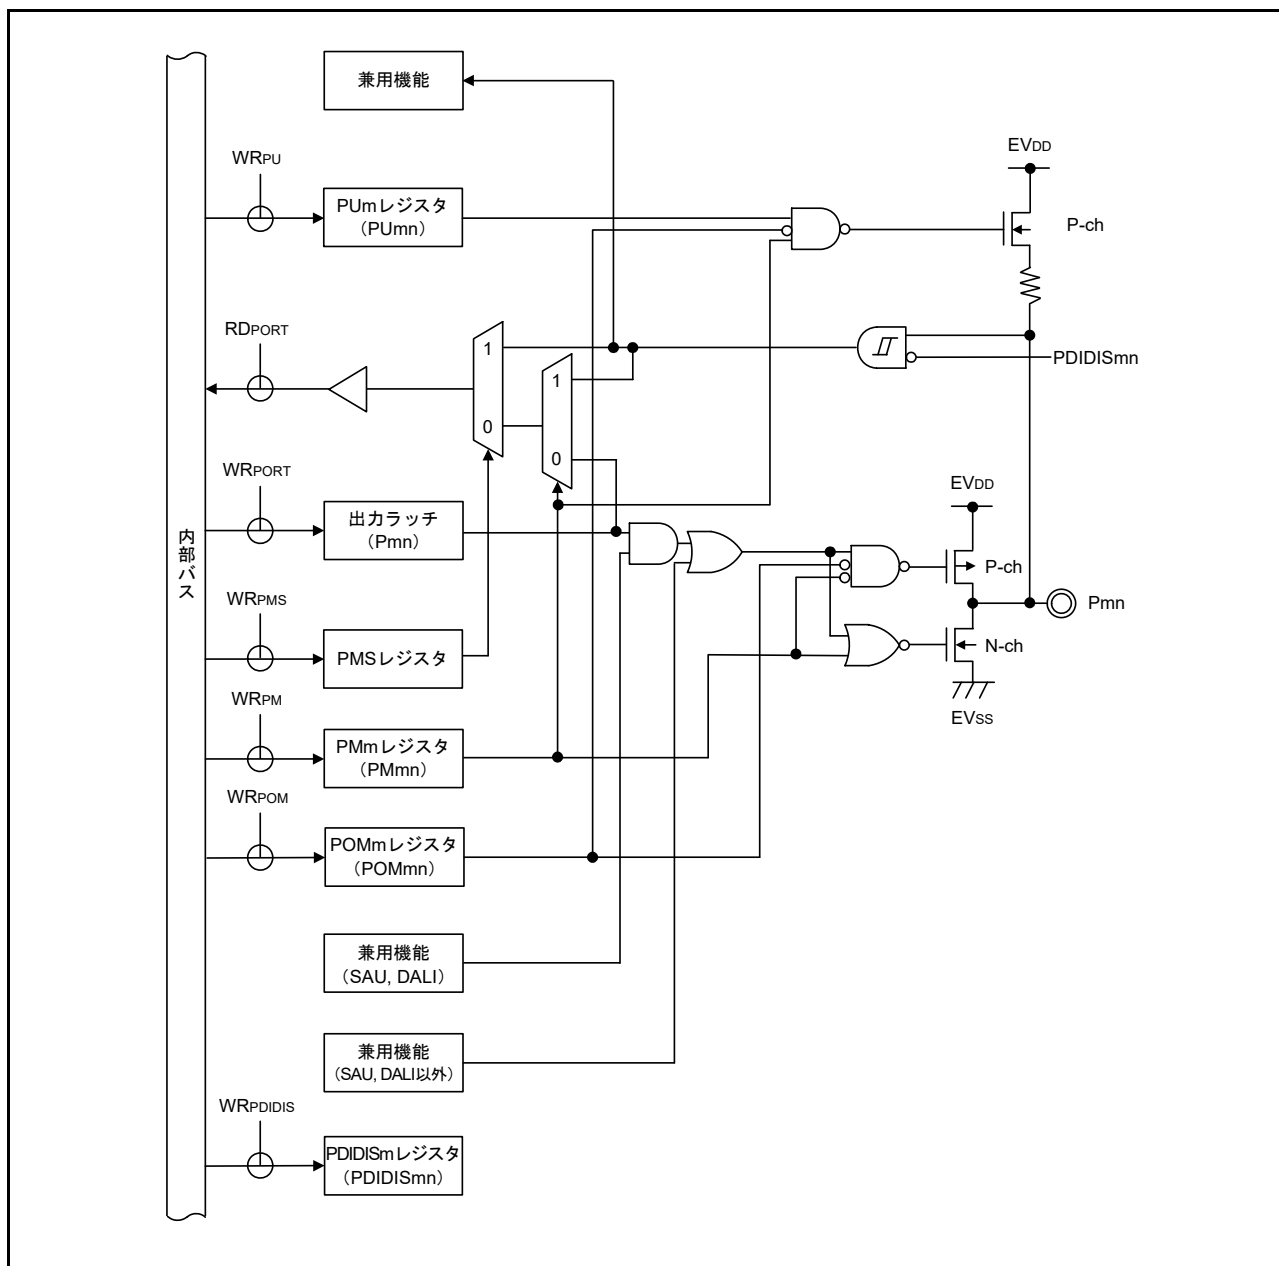 兼用機能
EVDD
WRPU
PUmレジスタ
（PUmn）
P-ch
RDPORT
1
PDIDISmn
1
0
0
WRPORT
EVDD
出力ラッチ
（Pmn）
内部バス
P-ch
WRPMS
Pmn
PMSレジスタ
N-ch
WRPM
EVSS
PMmレジスタ
（PMmn）
WRPOM
POMmレジスタ
（POMmn）
兼用機能
（SAU, DALI）
兼用機能
（SAU, DALI以外）
WRPDIDIS
PDIDISmレジスタ
（PDIDISmn）